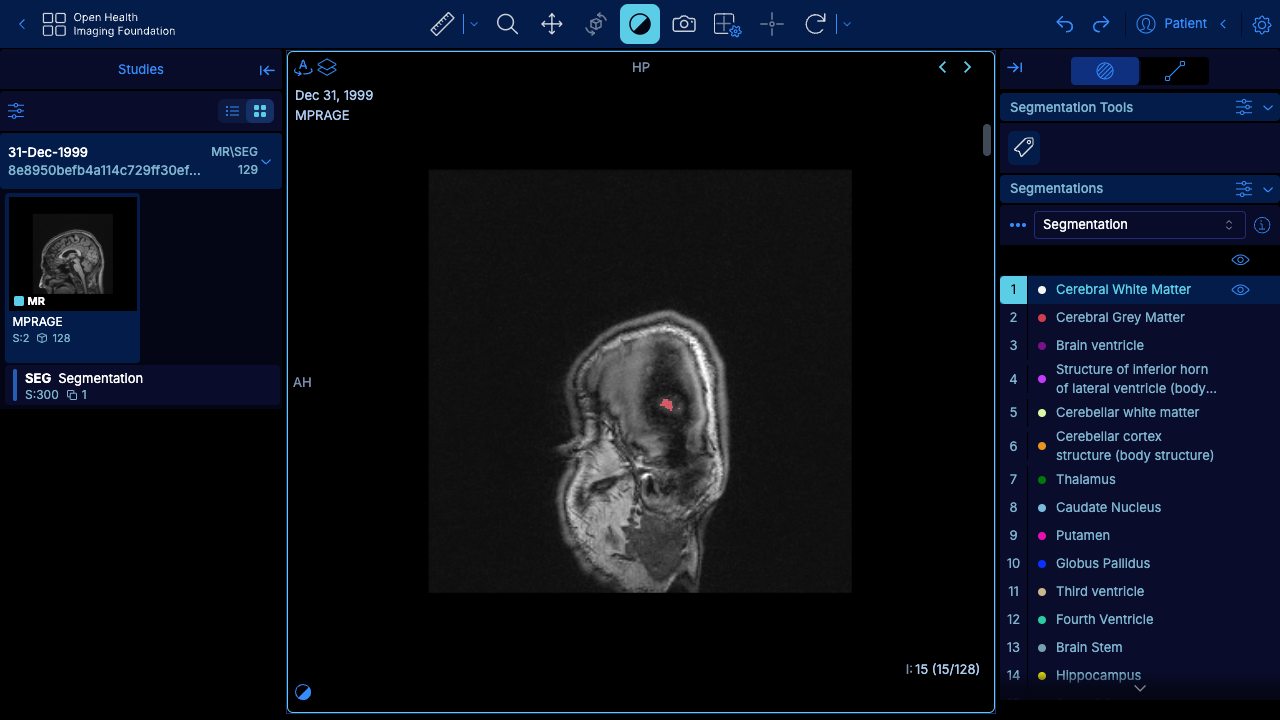 Open Health
Imaging Foundation
Patient
Studies
31-Dec-1999
MR\SEG
8e8950befb4a114c729ff30ef...
129
MR
MPRAGE
S:2
128
SEG Segmentation
S:300
1
A
HP
Dec 31, 1999
MPRAGE
AH
I: 15 (15/128)
Segmentation Tools
Segmentations
Segmentation
1 Cerebral White Matter
2 Cerebral Grey Matter
3 Brain ventricle
4 Structure of inferior horn
of lateral ventricle (body...
5 Cerebellar white matter
6 Cerebellar cortex
structure (body structure)
7 Thalamus
8 Caudate Nucleus
9 Putamen
10 Globus Pallidus
11 Third ventricle
12 Fourth Ventricle
13 Brain Stem
14 Hippocampus